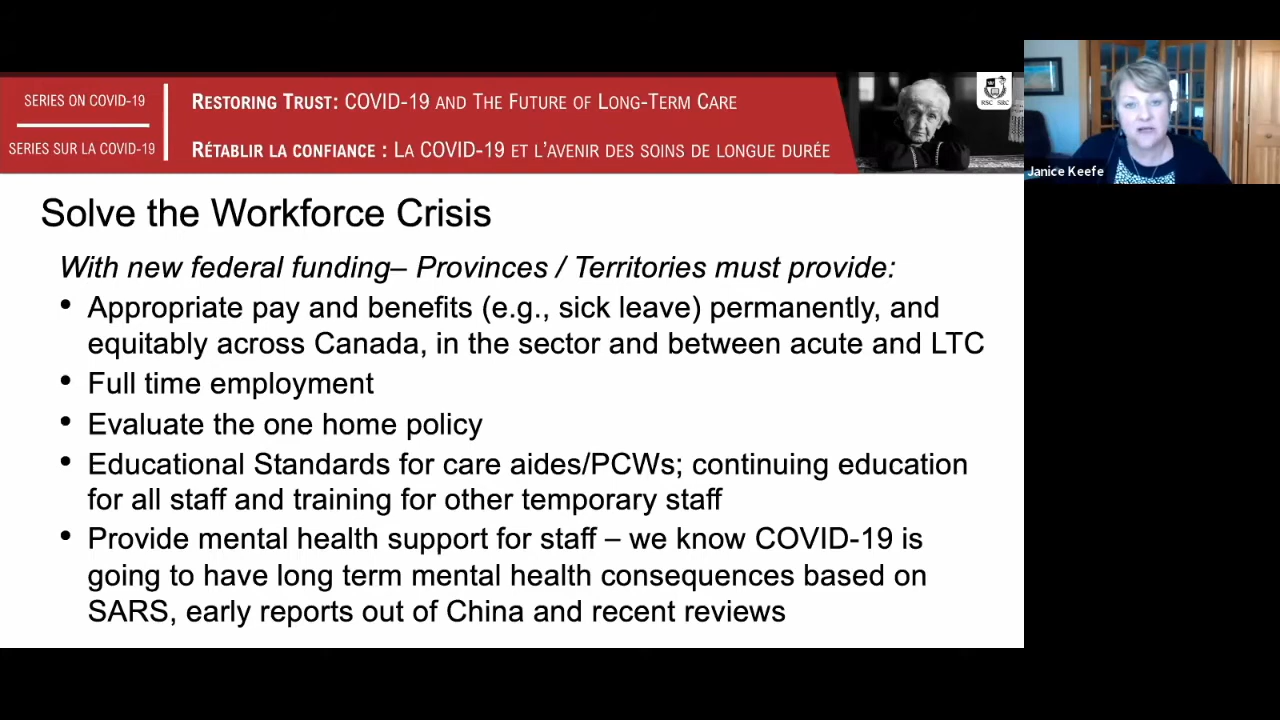 SERIES ON COVID-19
SERIES SUR LA COVID-19
RESTORING TRUST: COVID-19 AND THE FUTURE OF LONG-TERM CARE
RÉTABLIR LA CONFIANCE : LA COVID-19 ET L'AVENIR DES SOINS DE LONGUE DURÉE
RSC SRC
Janice Keefe
Solve the Workforce Crisis
With new federal funding– Provinces / Territories must provide:
• Appropriate pay and benefits (e.g., sick leave) permanently, and
equitably across Canada, in the sector and between acute and LTC
• Full time employment
• Evaluate the one home policy
• Educational Standards for care aides/PCWs; continuing education
for all staff and training for other temporary staff
• Provide mental health support for staff – we know COVID-19 is
going to have long term mental health consequences based on
SARS, early reports out of China and recent reviews